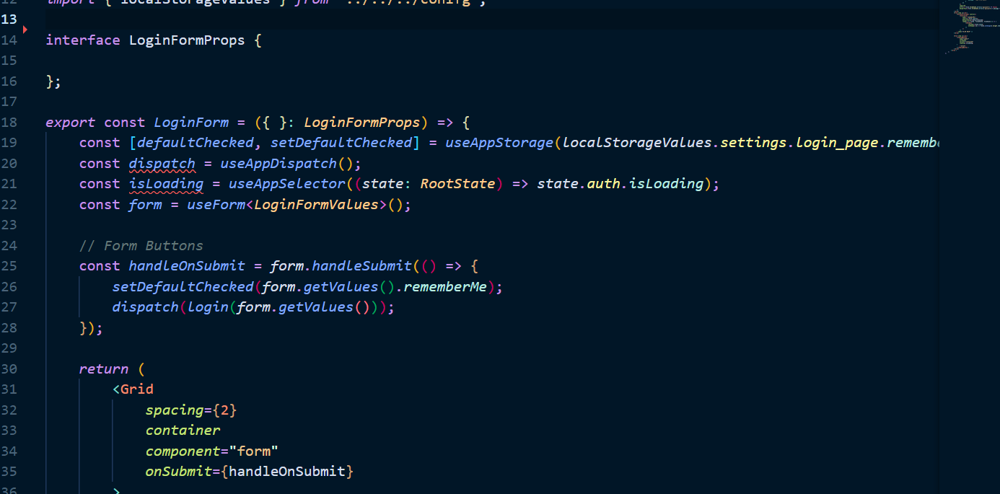 12 import { localStorageValues } from "../../../config";
13
14 interface LoginFormProps {
15
16 };
17
18 export const LoginForm = ({ }: LoginFormProps) => {
19     const [defaultChecked, setDefaultChecked] = useAppStorage(localStorageValues.settings.login_page.rememb
20     const dispatch = useAppDispatch();
21     const isLoading = useAppSelector((state: RootState) => state.auth.isLoading);
22     const form = useForm<LoginFormValues>();
23
24     // Form Buttons
25     const handleOnSubmit = form.handleSubmit(() => {
26         setDefaultChecked(form.getValues().rememberMe);
27         dispatch(login(form.getValues()));
28     });
29
30     return (
31         <Grid
32             spacing={2}
33             container
34             component="form"
35             onSubmit={handleOnSubmit}
36         >